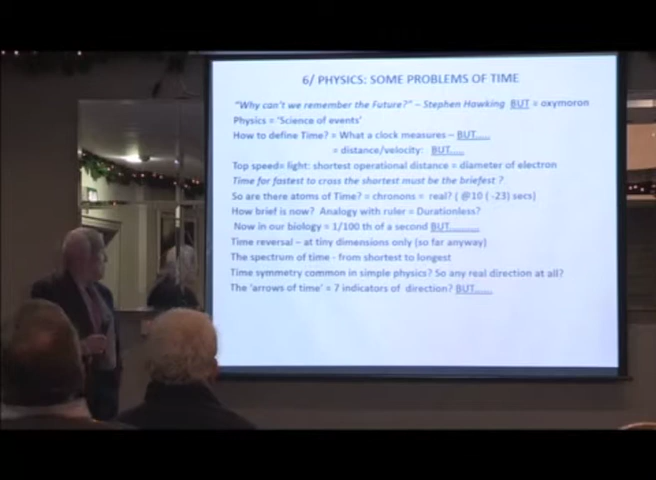 6/ PHYSICS: SOME PROBLEMS OF TIME
"Why can't we remember the Future?" – Stephen Hawking BUT = oxymoron
Physics = 'Science of events'
How to define Time? = What a clock measures – BUT.....
= distance/velocity: BUT.....
Top speed= light: shortest operational distance = diameter of electron
Time for fastest to cross the shortest must be the briefest ?
So are there atoms of Time? = chronons = real? ( @10 ( -23) secs)
How brief is now? Analogy with ruler = Durationless?
Now in our biology = 1/100 th of a second BUT.........
Time reversal – at tiny dimensions only (so far anyway)
The spectrum of time - from shortest to longest
Time symmetry common in simple physics? So any real direction at all?
The 'arrows of time' = 7 indicators of direction? BUT......